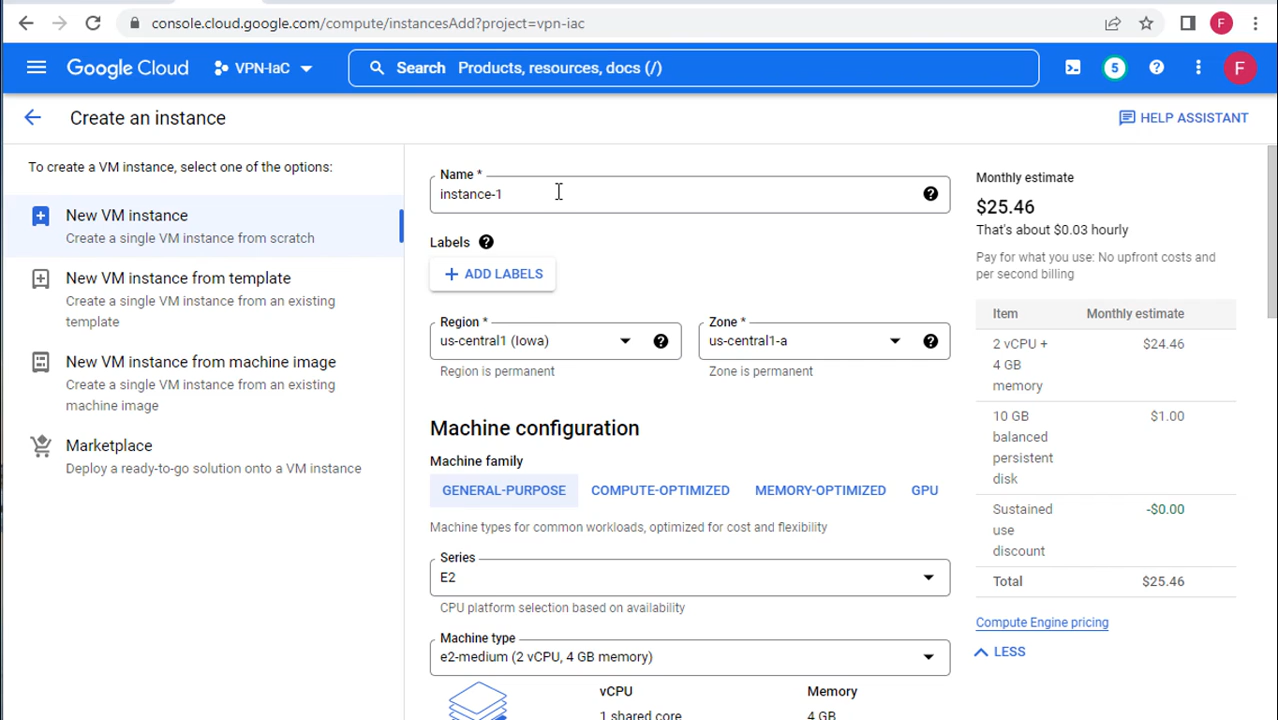 console.cloud.google.com/compute/instancesAdd?project=vpn-iac
F
Google Cloud
VPN-IaC
Search Products, resources, docs (/)
5
F
Create an instance
HELP ASSISTANT
To create a VM instance, select one of the options:
New VM instance
Create a single VM instance from scratch
New VM instance from template
Create a single VM instance from an existing
template
New VM instance from machine image
Create a single VM instance from an existing
machine image
Marketplace
Deploy a ready-to-go solution onto a VM instance
Name *
instance-1
Labels
+ ADD LABELS
Region *
us-central1 (Iowa)
Region is permanent
Zone *
us-central1-a
Zone is permanent
Machine configuration
Machine family
GENERAL-PURPOSE COMPUTE-OPTIMIZED MEMORY-OPTIMIZED GPU
Machine types for common workloads, optimized for cost and flexibility
Series
E2
CPU platform selection based on availability
Machine type
e2-medium (2 vCPU, 4 GB memory)
vCPU
1 shared core
Memory
4 GB
Monthly estimate
$25.46
That's about $0.03 hourly
Pay for what you use: No upfront costs and
per second billing
Item Monthly estimate
2 vCPU + $24.46
4 GB
memory
10 GB $1.00
balanced
persistent
disk
Sustained -$0.00
use
discount
Total $25.46
Compute Engine pricing
LESS